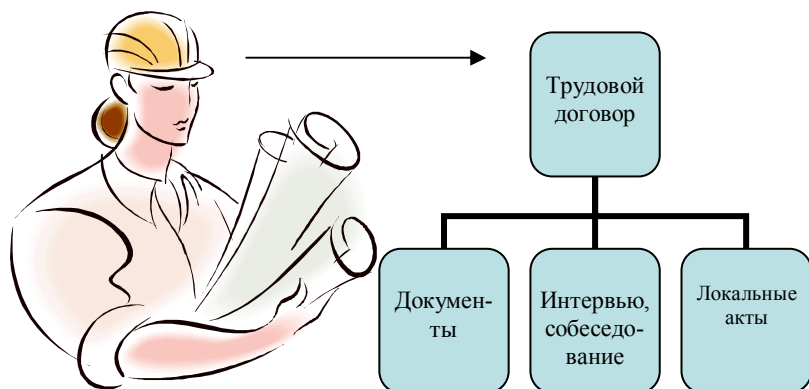 Трудовой
договор
Докумен-
ты
Интервью,
собеседо-
вание
Локальные
акты